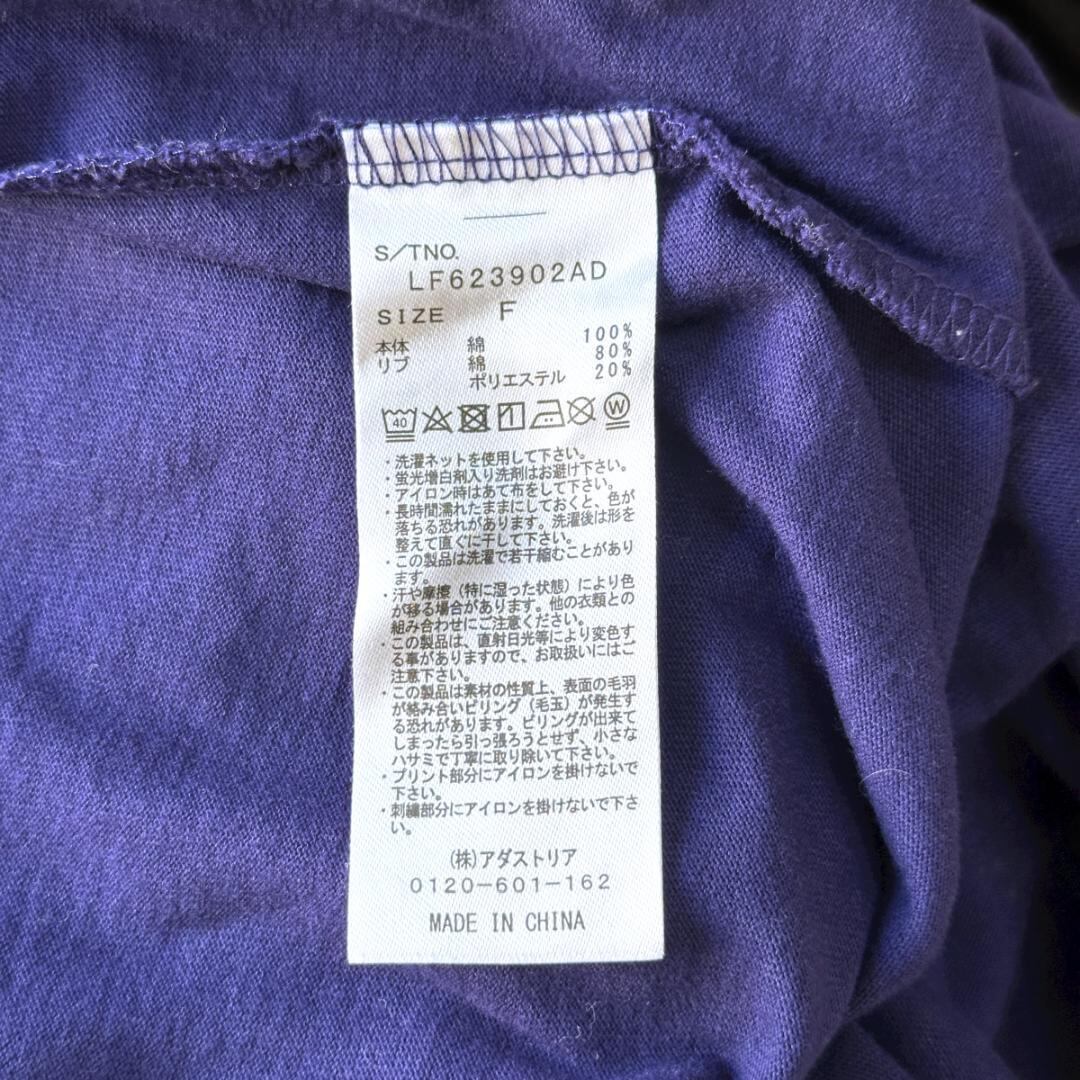 S/TNO.
LF623902AD
SIZE F
本体 綿 100%
リブ 綿 80%
ポリエステル 20%
40 W
・洗濯ネットを使用して下さい。
・蛍光増白剤入り洗剤はお避け下さい。
・アイロン時はあて布をして下さい。
・長時間濡れたままにしておくと、色が
落ちる恐れがあります。洗濯後は形を
整えて直ぐに干して下さい。
・この製品は洗濯で若干縮むことがあり
ます。
・汗や摩擦（特に湿った状態）により色
が移る場合があります。他の衣類との
組み合わせにご注意ください。
・この製品は、直射日光等により変色す
る事がありますので、お取扱いにはご
注意下さい。
・この製品は素材の性質上、表面の毛羽
が絡み合いピリング（毛玉）が発生す
る恐れがあります。ピリングが出来て
しまったら引っ張ろうとせず、小さな
ハサミで丁寧に取り除いて下さい。
・プリント部分にアイロンを掛けないで
下さい。
・刺繍部分にアイロンを掛けないで下さ
い。
(株)アダストリア
0120-601-162
MADE IN CHINA